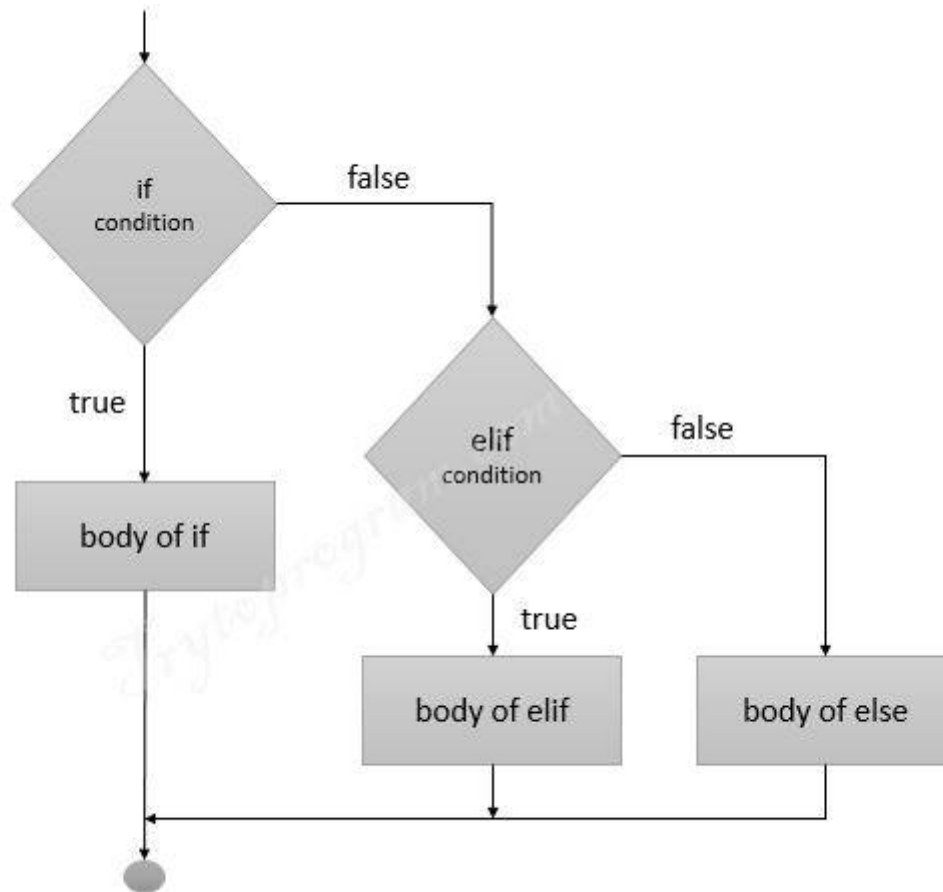 if
condition
false
true
elif
condition
false
body of if
true
body of elif
body of else